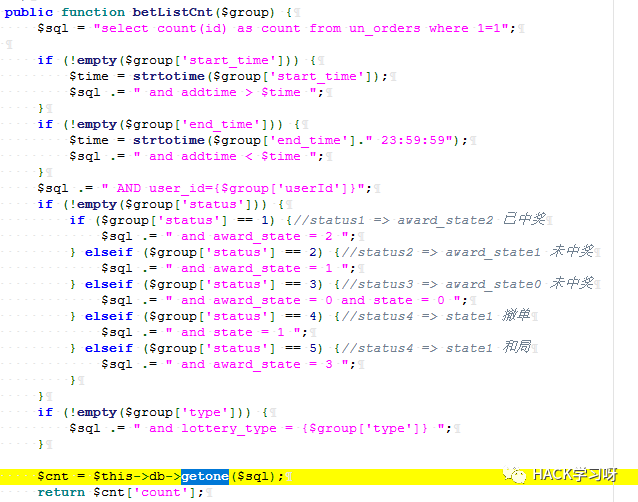 public function betListCnt($group) {¶
$sql = "select count(id) as count from un_orders where 1=1";¶
¶
if (!empty($group['start_time'])) {¶
$time = strtotime($group['start_time']);¶
$sql .= " and addtime > $time ";¶
}¶
if (!empty($group['end_time'])) {¶
$time = strtotime($group['end_time']." 23:59:59");¶
$sql .= " and addtime < $time ";¶
}¶
$sql .= " AND user_id={$group['userId']}";¶
if (!empty($group['status'])) {¶
if ($group['status'] == 1) {//status1 => award_state2 已中奖¶
$sql .= " and award_state = 2 ";¶
} elseif ($group['status'] == 2) {//status2 => award_state1 未中奖¶
$sql .= " and award_state = 1 ";¶
} elseif ($group['status'] == 3) {//status3 => award_state0 未中奖¶
$sql .= " and award_state = 0 and state = 0 ";¶
} elseif ($group['status'] == 4) {//status4 => state1 撤单¶
$sql .= " and state = 1 ";¶
} elseif ($group['status'] == 5) {//status4 => state1 和局¶
$sql .= " and award_state = 3 ";¶
}¶
}¶
if (!empty($group['type'])) {¶
$sql .= " and lottery_type = {$group['type']} ";¶
}¶
¶
$cnt = $this->db->getone($sql);¶
return $cnt['count'];¶
HACK学习呀